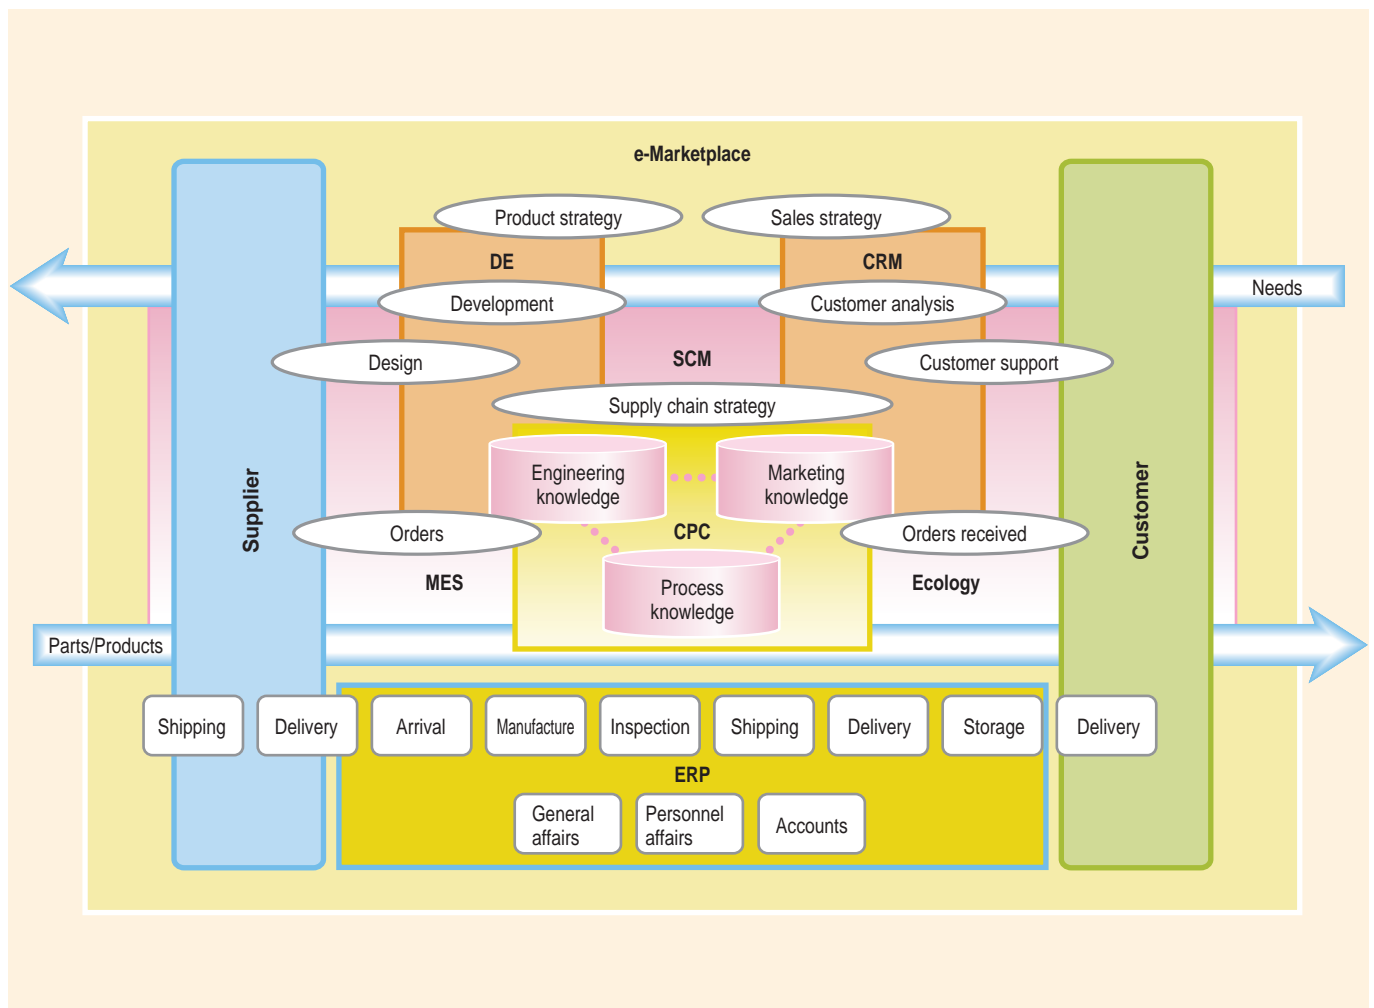 e-Marketplace
Product strategy
Sales strategy
DE
CRM
Needs
Development
Customer analysis
Design
SCM
Customer support
Supply chain strategy
Supplier
Engineering
knowledge
Marketing
knowledge
Customer
Orders
CPC
Orders received
MES
Process
knowledge
Ecology
Parts/Products
Shipping
Delivery
Arrival
Manufacture
Inspection
Shipping
Delivery
Storage
Delivery
ERP
General
affairs
Personnel
affairs
Accounts